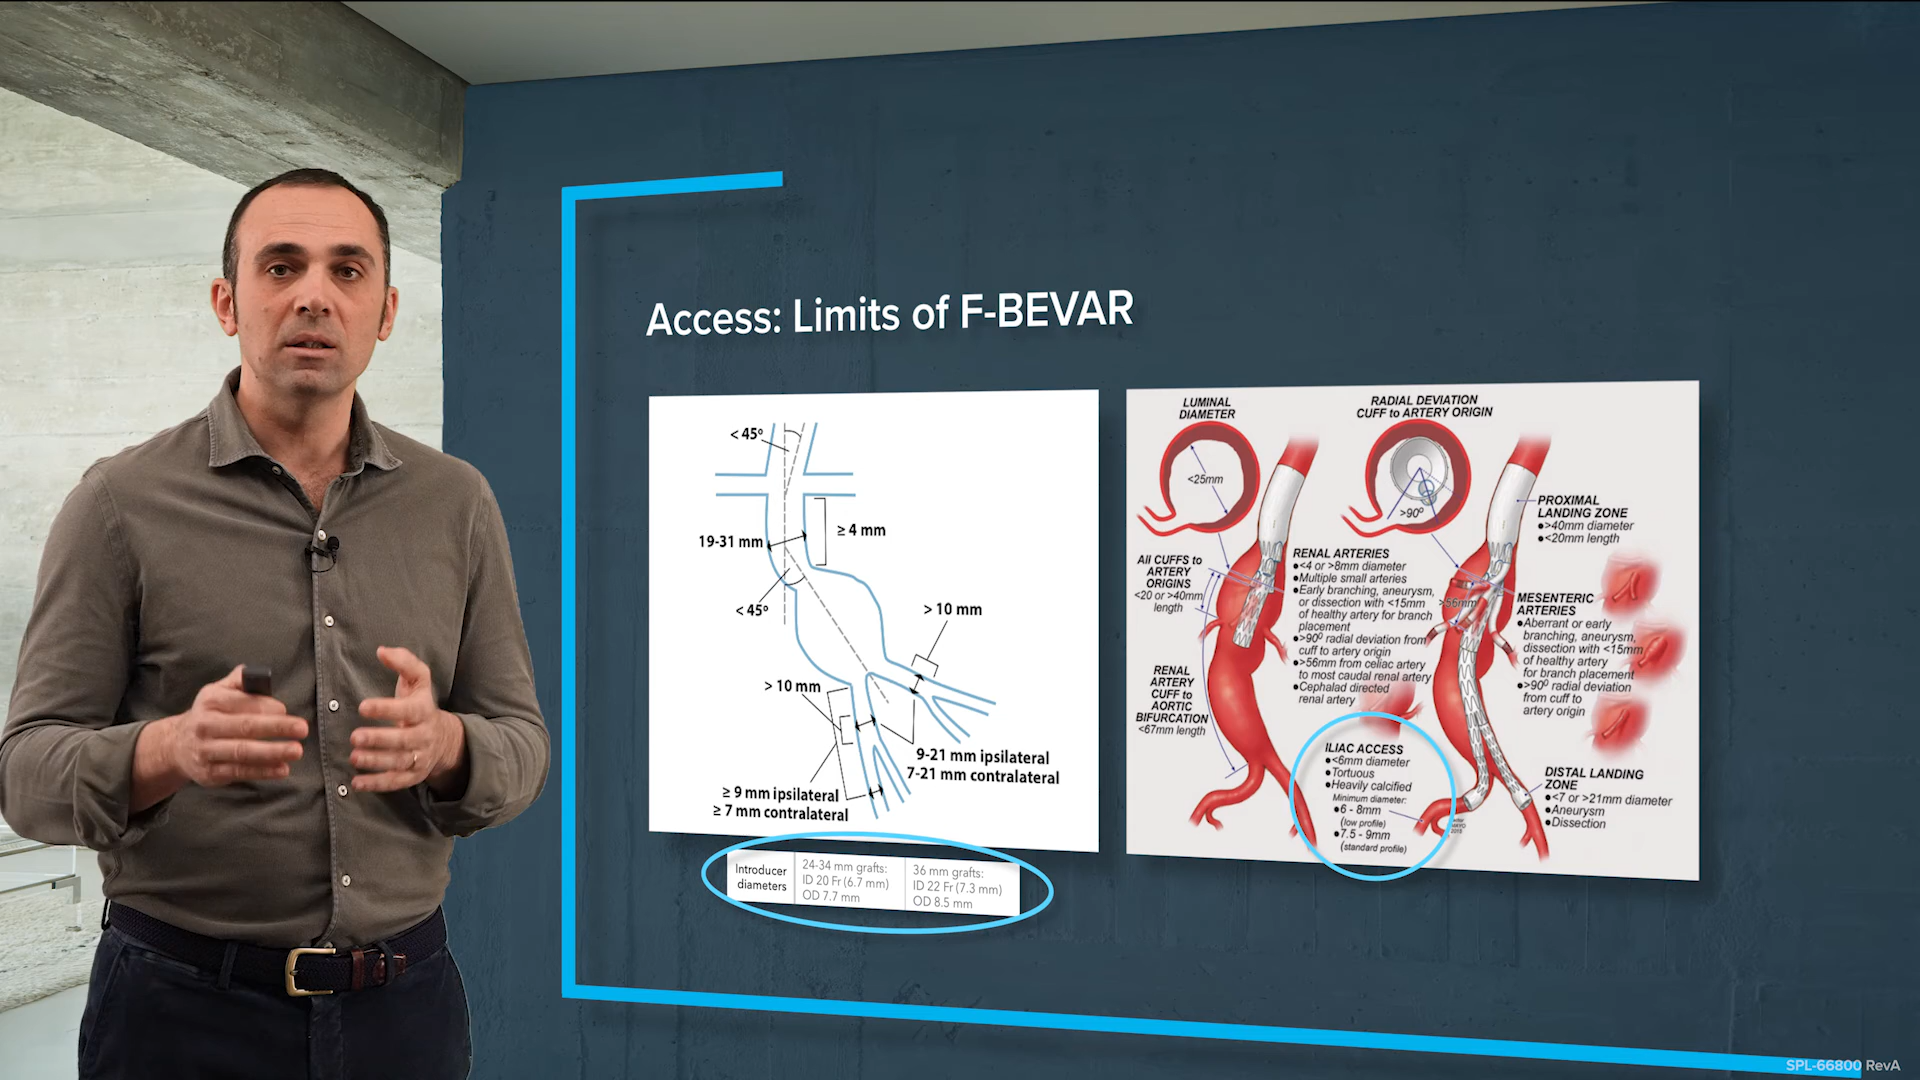 Access: Limits of F-BEVAR
< 45º
≥ 4 mm
19-31 mm
< 45º
> 10 mm
> 10 mm
9-21 mm ipsilateral
7-21 mm contralateral
≥ 9 mm ipsilateral
≥ 7 mm contralateral
Introducer
diameters
24-34 mm grafts:
ID 20 Fr (6.7 mm)
OD 7.7 mm
36 mm grafts:
ID 22 Fr (7.3 mm)
OD 8.5 mm
LUMINAL
DIAMETER
<25mm
RADIAL DEVIATION
CUFF to ARTERY ORIGIN
>90º
PROXIMAL
LANDING ZONE
●>40mm diameter
●<20mm length
All CUFFS to
ARTERY
ORIGINS
<20 or >40mm
length
RENAL ARTERIES
●<4 or >8mm diameter
●Multiple small arteries
●Early branching, aneurysm,
or dissection with <15mm
of healthy artery for branch
placement
●>90º radial deviation from
cuff to artery origin
●>56mm from celiac artery
to most caudal renal artery
●Cephalad directed
renal artery
>56mm
MESENTERIC
ARTERIES
●Aberrant or early
branching, aneurysm,
dissection with <15mm
of healthy artery
for branch placement
●>90º radial deviation
from cuff to
artery origin
RENAL
ARTERY
CUFF to
AORTIC
BIFURCATION
<67mm length
ILIAC ACCESS
●<6mm diameter
●Tortuous
●Heavily calcified
Minimum diameter:
●6 - 8mm
(low profile)
●7.5 - 9mm
(standard profile)
DISTAL LANDING
ZONE
●<7 or >21mm diameter
●Aneurysm
●Dissection
SPL-66800 RevA